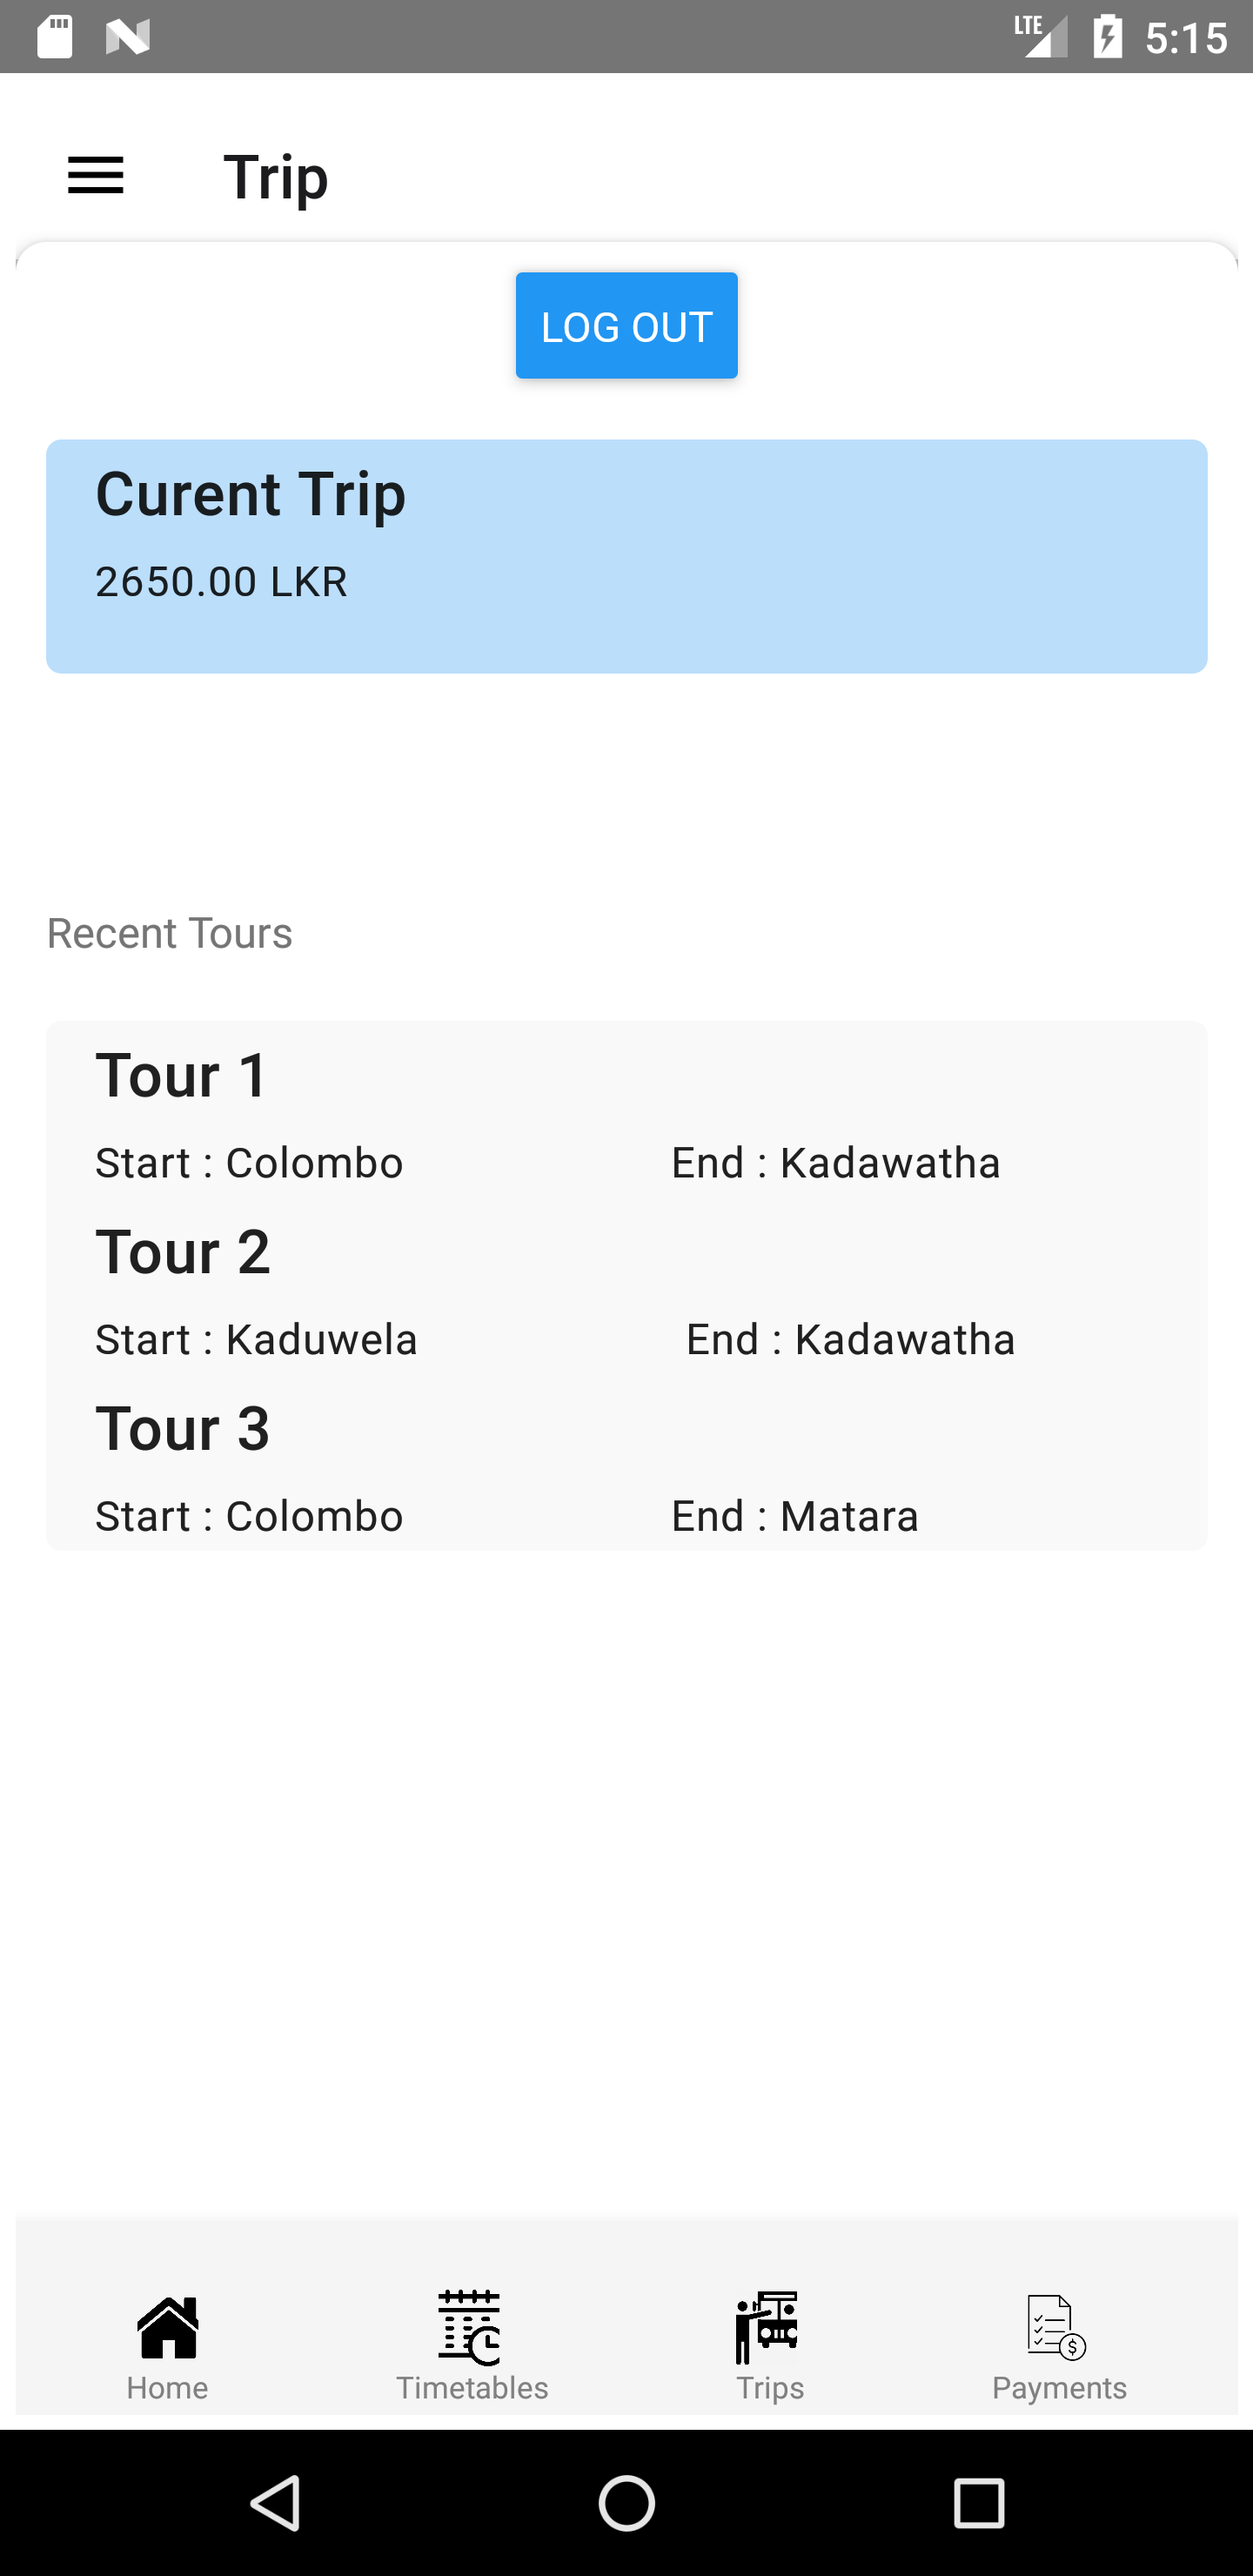 LTE 5:15
Trip
LOG OUT
Curent Trip
2650.00 LKR
Recent Tours
Tour 1
Start : Colombo End : Kadawatha
Tour 2
Start : Kaduwela End : Kadawatha
Tour 3
Start : Colombo End : Matara
Home Timetables Trips Payments